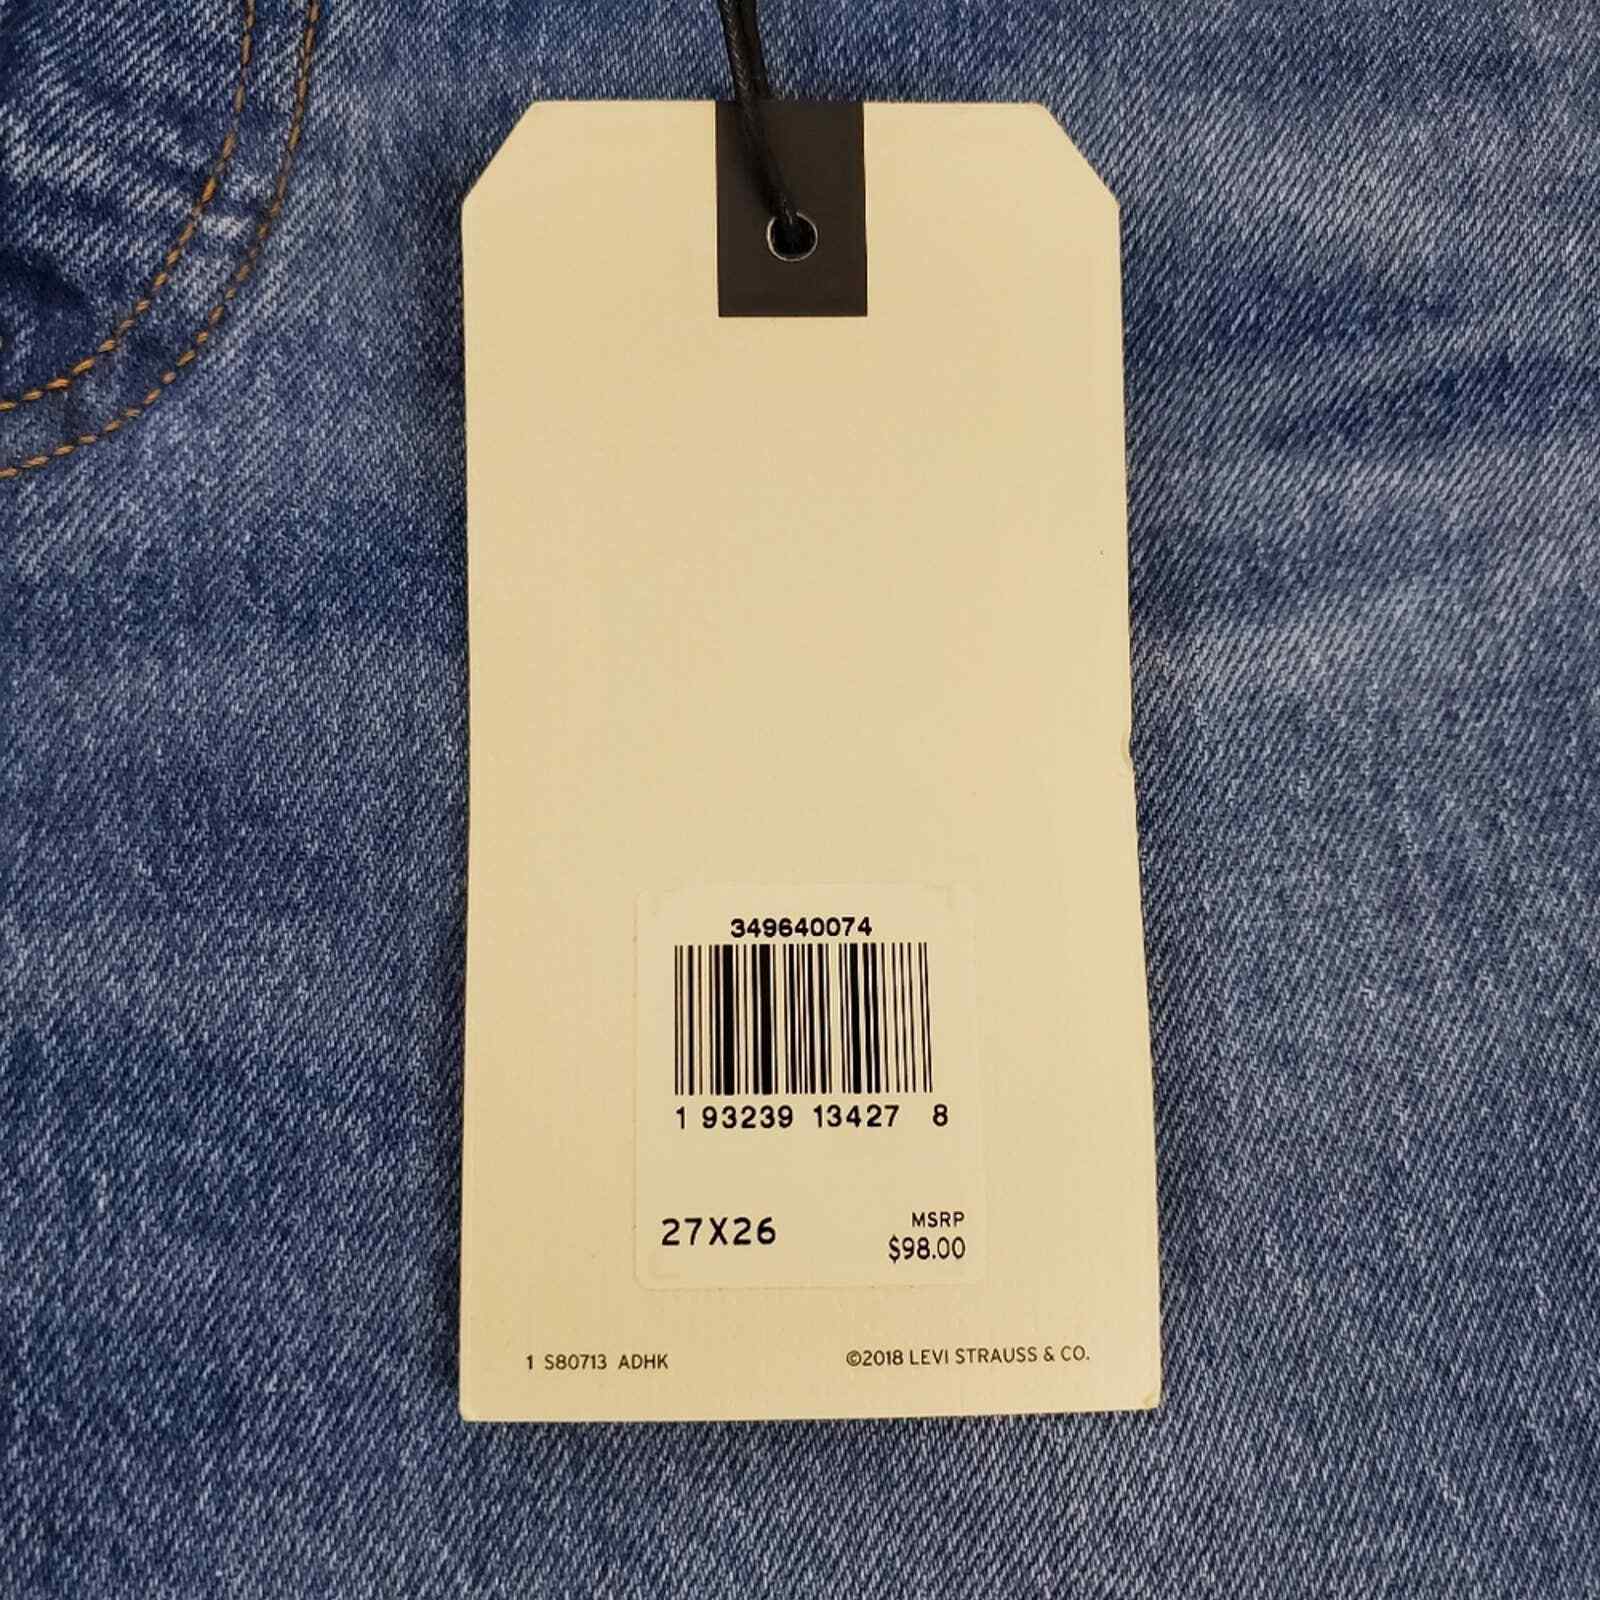 349640074
1 93239 13427 8
27X26
MSRP
$98.00
1 S80713 ADHK
©2018 LEVI STRAUSS & CO.